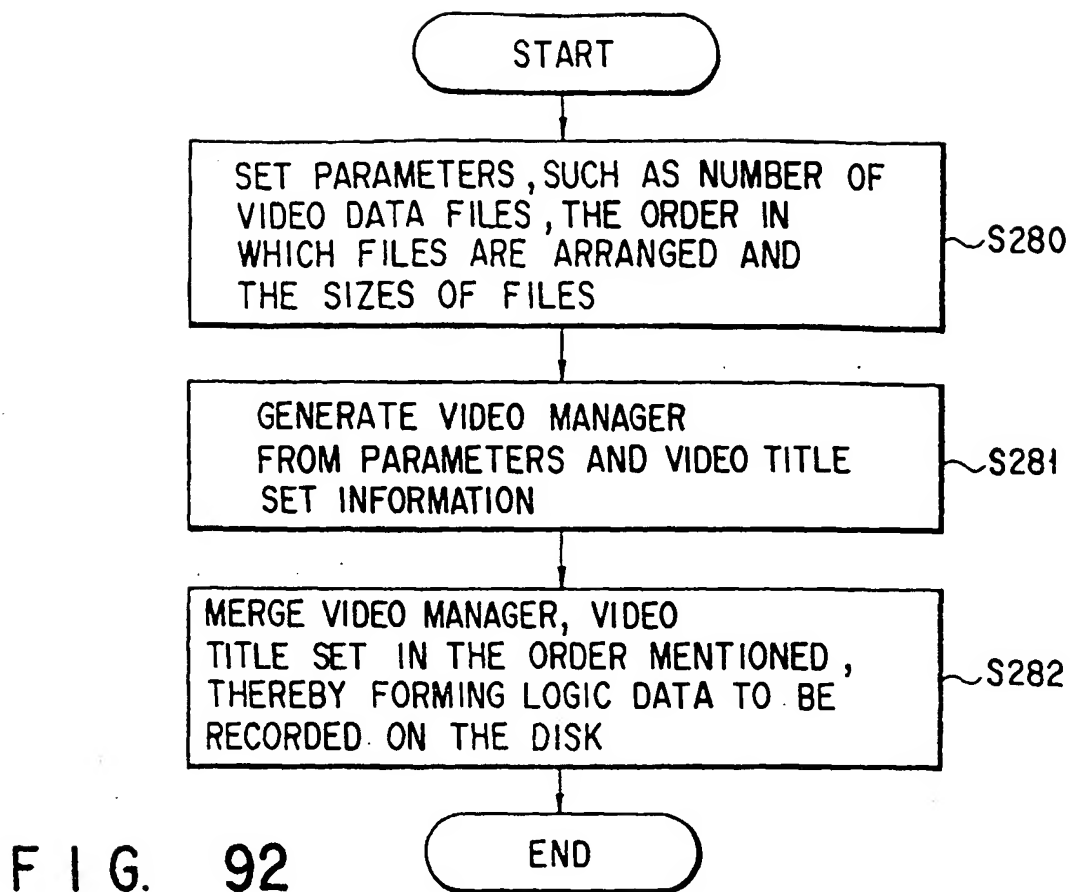 START
SET PARAMETERS, SUCH AS NUMBER OF
VIDEO DATA FILES, THE ORDER IN
WHICH FILES ARE ARRANGED AND
THE SIZES OF FILES
S280
GENERATE VIDEO MANAGER
FROM PARAMETERS AND VIDEO TITLE
SET INFORMATION
S281
MERGE VIDEO MANAGER, VIDEO
TITLE SET IN THE ORDER MENTIONED,
THEREBY FORMING LOGIC DATA TO BE
RECORDED ON THE DISK
S282
END
FIG. 92